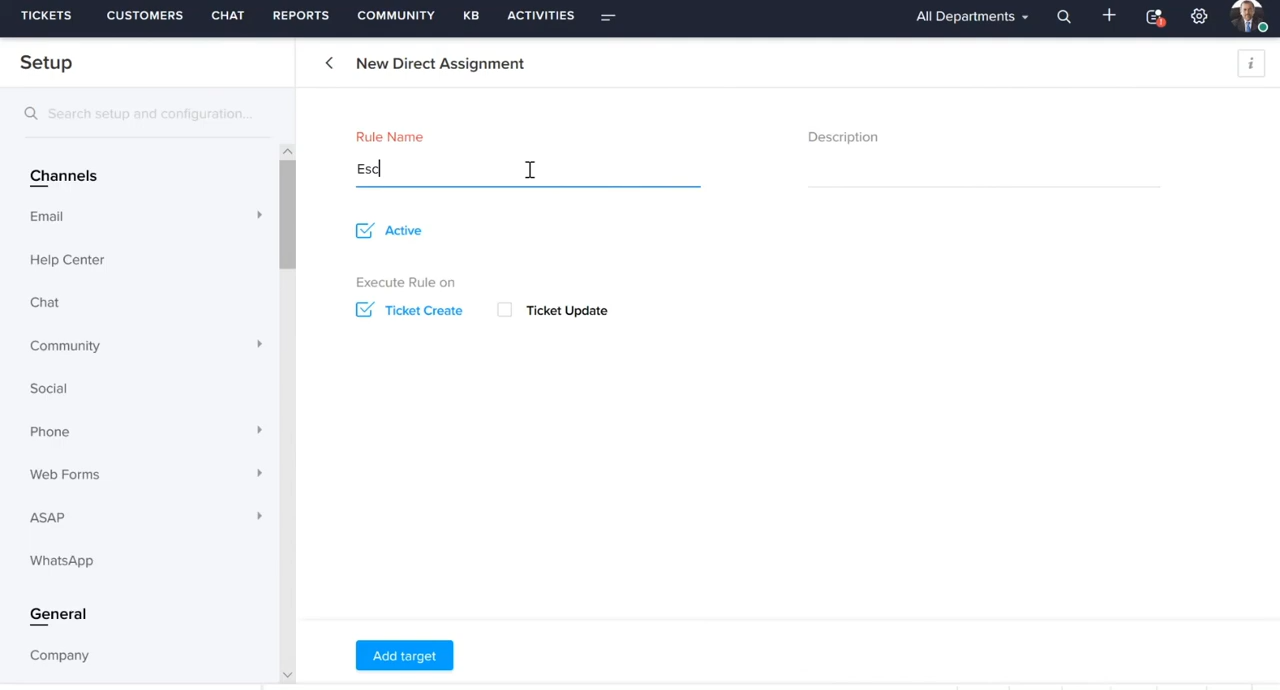 TICKETS CUSTOMERS CHAT REPORTS COMMUNITY KB ACTIVITIES All Departments
Setup
New Direct Assignment
i
Search setup and configuration...
Channels
Email
Help Center
Chat
Community
Social
Phone
Web Forms
ASAP
WhatsApp
General
Company
Rule Name
Esc
Description
Active
Execute Rule on
Ticket Create Ticket Update
Add target